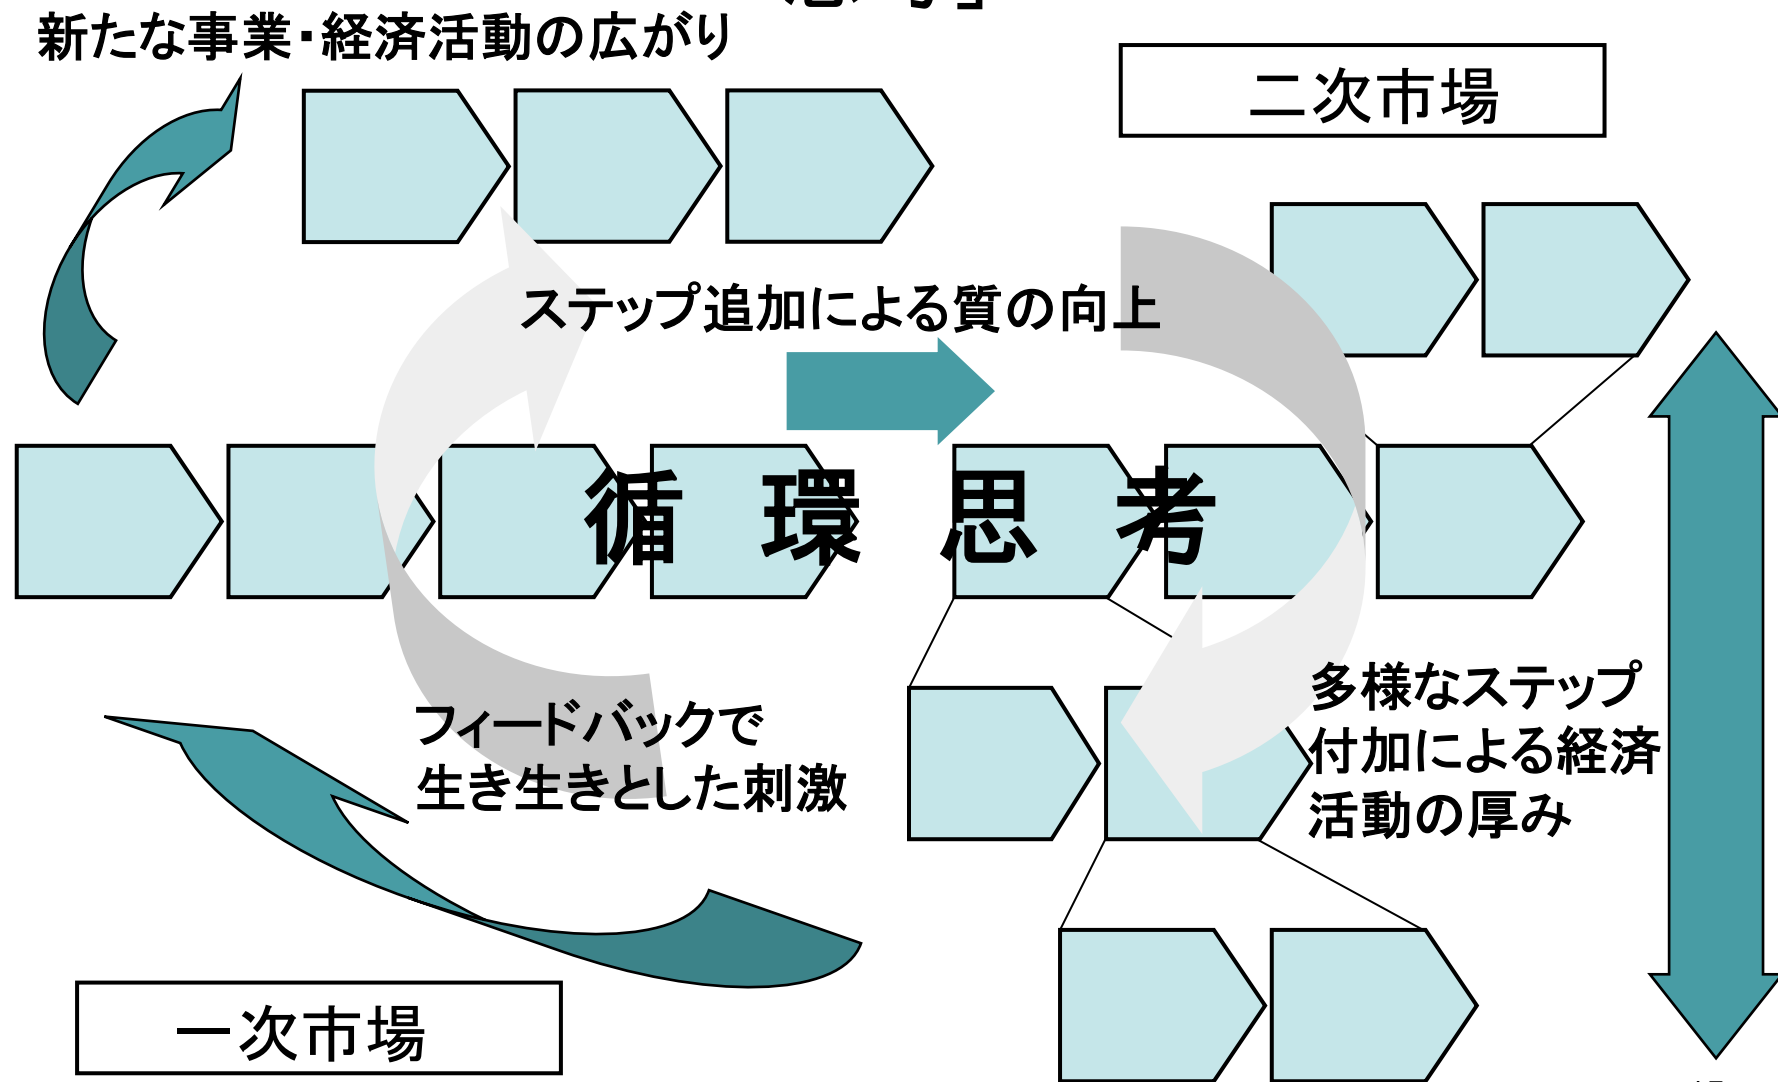 新たな事業・経済活動の広がり
二次市場
ステップ追加による質の向上
循環思考
多様なステップ
付加による経済
活動の厚み
フィードバックで
生き生きとした刺激
一次市場